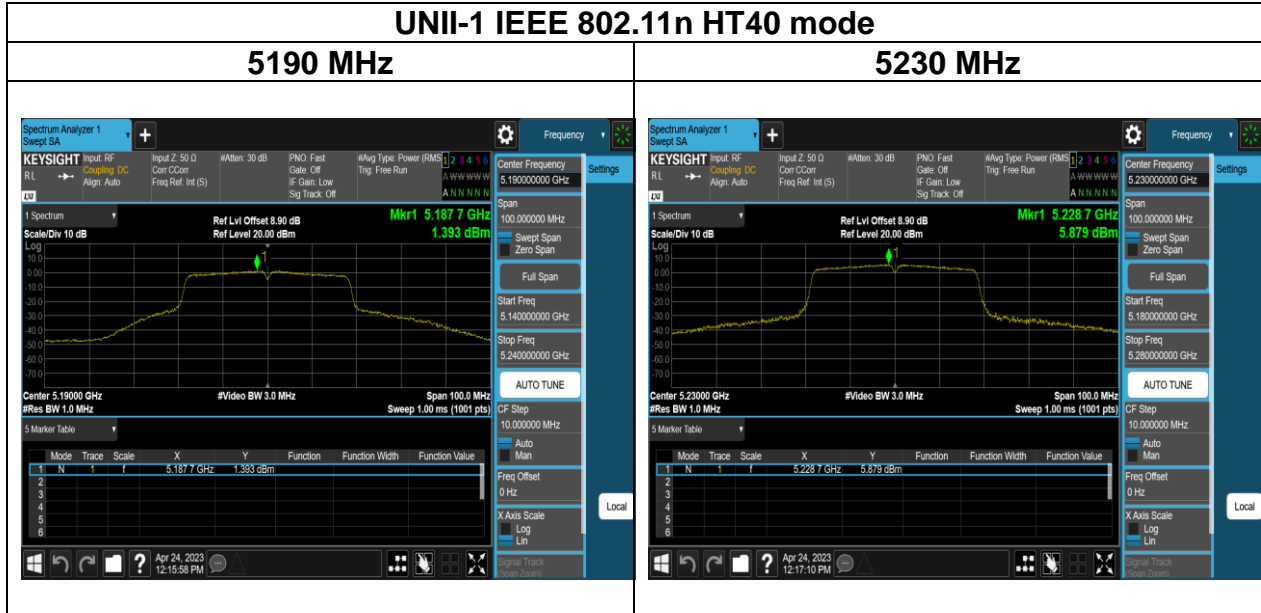 UNII-1 IEEE 802.11n HT40 mode
5190 MHz
5230 MHz
Spectrum Analyzer 1
Swept SA
+
Frequency
KEYSIGHT Input: RF Input Z: 50 Ω #Atten: 30 dB PNO: Fast #Avg Type: Power (RMS 1 2 3 4 5 6
RL Coupling: DC Corr CCorr Gate: Off Trig: Free Run
Align: Auto Freq Ref: Int (S) IF Gain: Low A W W W W W
Sig Track: Off A N N N N N
LXI
1 Spectrum
Ref Lvl Offset 8.90 dB
Mkr1 5.187 7 GHz
Scale/Div 10 dB
Ref Level 20.00 dBm
1.393 dBm
Log
10.0
0.00
-10.0
-20.0
-30.0
-40.0
-50.0
-60.0
-70.0
1
Center 5.19000 GHz
#Video BW 3.0 MHz
Span 100.0 MHz
#Res BW 1.0 MHz
Sweep 1.00 ms (1001 pts)
5 Marker Table
Mode Trace Scale X Y Function Function Width Function Value
1 N 1 f 5.187 7 GHz 1.393 dBm
2
3
4
5
6
Apr 24, 2023
12:15:58 PM
Center Frequency
5.190000000 GHz
Settings
Span
100.000000 MHz
Swept Span
Zero Span
Full Span
Start Freq
5.140000000 GHz
Stop Freq
5.240000000 GHz
AUTO TUNE
CF Step
10.000000 MHz
Auto
Man
Freq Offset
0 Hz
Local
X Axis Scale
Log
Lin
Signal Track
(Span Zoom)
Spectrum Analyzer 1
Swept SA
+
Frequency
KEYSIGHT Input: RF Input Z: 50 Ω #Atten: 30 dB PNO: Fast #Avg Type: Power (RMS 1 2 3 4 5 6
RL Coupling: DC Corr CCorr Gate: Off Trig: Free Run
Align: Auto Freq Ref: Int (S) IF Gain: Low A W W W W W
Sig Track: Off A N N N N N
LXI
1 Spectrum
Ref Lvl Offset 8.90 dB
Mkr1 5.228 7 GHz
Scale/Div 10 dB
Ref Level 20.00 dBm
5.879 dBm
Log
10.0
0.00
-10.0
-20.0
-30.0
-40.0
-50.0
-60.0
-70.0
1
Center 5.23000 GHz
#Video BW 3.0 MHz
Span 100.0 MHz
#Res BW 1.0 MHz
Sweep 1.00 ms (1001 pts)
5 Marker Table
Mode Trace Scale X Y Function Function Width Function Value
1 N 1 f 5.228 7 GHz 5.879 dBm
2
3
4
5
6
Apr 24, 2023
12:17:10 PM
Center Frequency
5.230000000 GHz
Settings
Span
100.000000 MHz
Swept Span
Zero Span
Full Span
Start Freq
5.180000000 GHz
Stop Freq
5.280000000 GHz
AUTO TUNE
CF Step
10.000000 MHz
Auto
Man
Freq Offset
0 Hz
Local
X Axis Scale
Log
Lin
Signal Track
(Span Zoom)